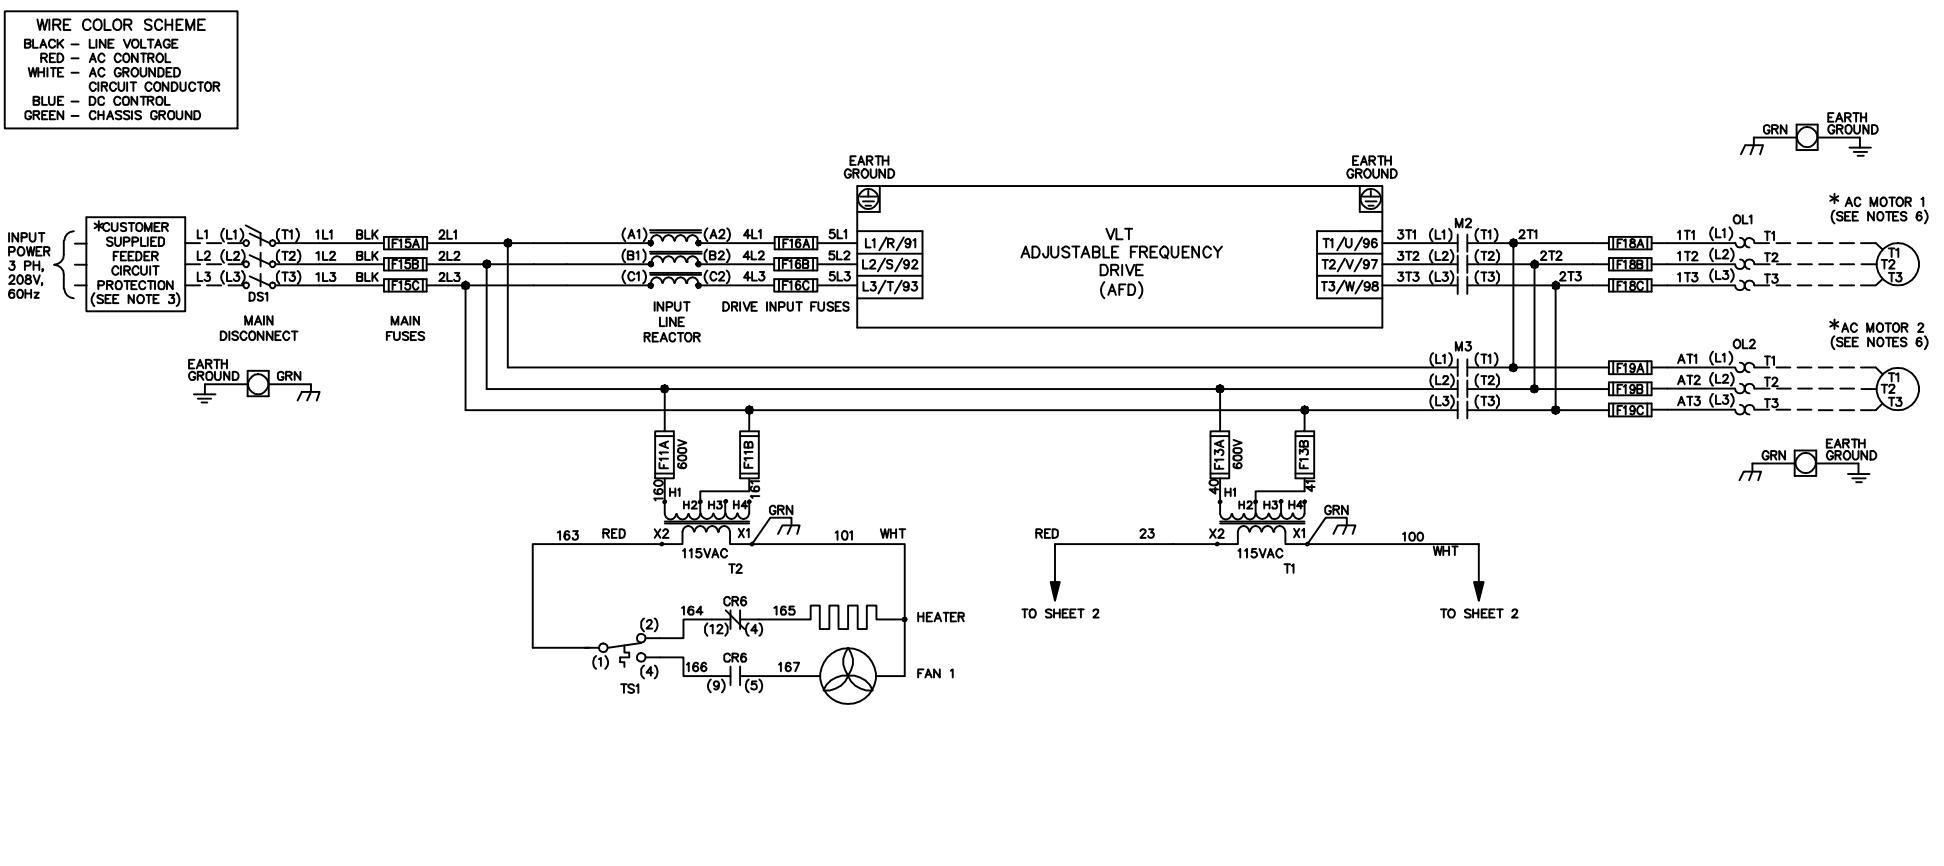 WIRE COLOR SCHEME
BLACK - LINE VOLTAGE
RED - AC CONTROL
WHITE - AC GROUNDED
CIRCUIT CONDUCTOR
BLUE - DC CONTROL
GREEN - CHASSIS GROUND
GRN
EARTH
GROUND
EARTH
GROUND
EARTH
GROUND
INPUT
POWER
3 PH,
208V,
60Hz
*CUSTOMER
SUPPLIED
FEEDER
CIRCUIT
PROTECTION
(SEE NOTE 3)
L1 (L1) (T1) 1L1 BLK F15A 2L1
L2 (L2) (T2) 1L2 BLK F15B 2L2
L3 (L3) (T3) 1L3 BLK F15C 2L3
DS1
MAIN
DISCONNECT
MAIN
FUSES
(A1) (A2) 4L1 F16A 5L1 L1/R/91
(B1) (B2) 4L2 F16B 5L2 L2/S/92
(C1) (C2) 4L3 F16C 5L3 L3/T/93
INPUT
LINE
REACTOR
DRIVE INPUT FUSES
VLT
ADJUSTABLE FREQUENCY
DRIVE
(AFD)
M2
T1/U/96 3T1 (L1) (T1) 2T1 F18A 1T1 (L1) T1
T2/V/97 3T2 (L2) (T2) 2T2 F18B 1T2 (L2) T2
T3/W/98 3T3 (L3) (T3) 2T3 F18C 1T3 (L3) T3
OL1
* AC MOTOR 1
(SEE NOTES 6)
T1
T2
T3
M3
(L1) (T1) F19A AT1 (L1) T1
(L2) (T2) F19B AT2 (L2) T2
(L3) (T3) F19C AT3 (L3) T3
OL2
* AC MOTOR 2
(SEE NOTES 6)
T1
T2
T3
EARTH
GROUND
GRN
GRN
EARTH
GROUND
F11A
600V
F11B
160
161
H1 H2 H3 H4
GRN
163 RED X2 X1 101 WHT
115VAC
T2
F13A
600V
F13B
40
41
H1 H2 H3 H4
GRN
RED 23 X2 X1 100
WHT
115VAC
T1
TO SHEET 2
TO SHEET 2
164 CR6 165
(12) (4)
HEATER
(2)
(1)
(4)
TS1
166 CR6 167
(9) (5)
FAN 1